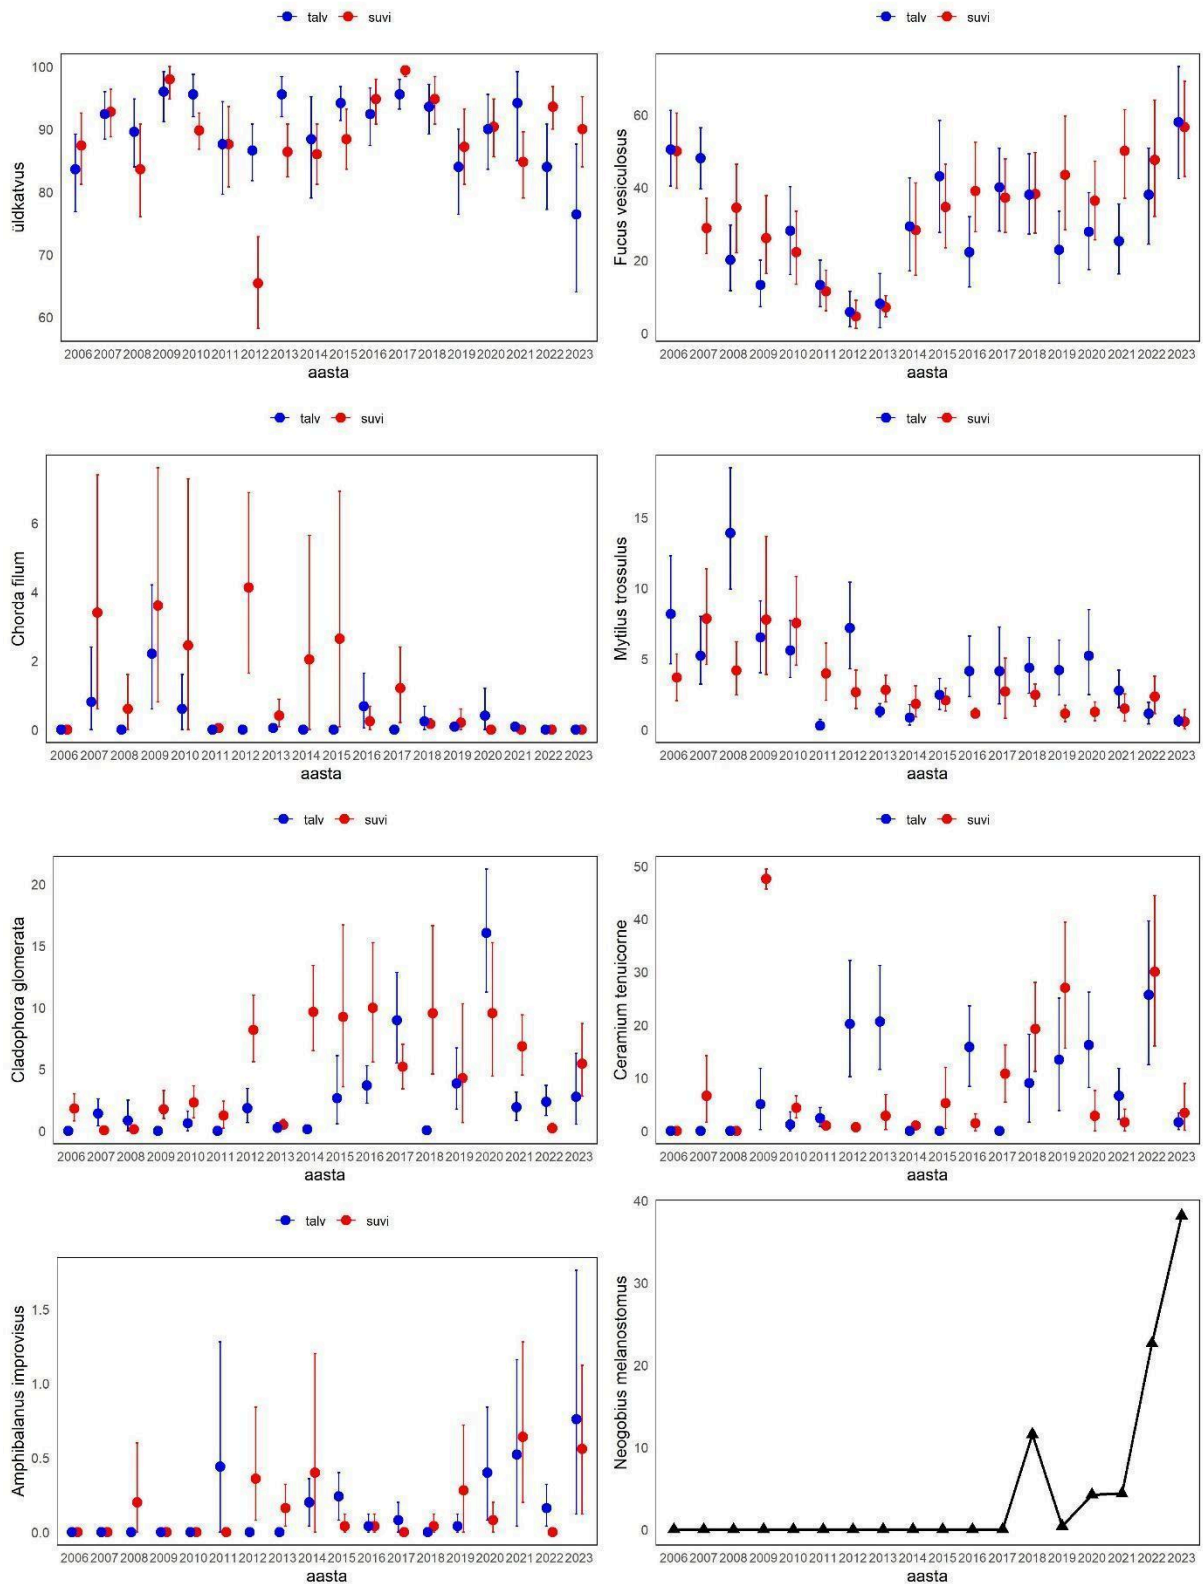 talv suvi
üldkatvus
100
90
80
70
60
2006 2007 2008 2009 2010 2011 2012 2013 2014 2015 2016 2017 2018 2019 2020 2021 2022 2023
aasta
talv suvi
Fucus vesiculosus
60
40
20
0
2006 2007 2008 2009 2010 2011 2012 2013 2014 2015 2016 2017 2018 2019 2020 2021 2022 2023
aasta
talv suvi
Chorda filum
6
4
2
0
2006 2007 2008 2009 2010 2011 2012 2013 2014 2015 2016 2017 2018 2019 2020 2021 2022 2023
aasta
talv suvi
Mytilus trossulus
15
10
5
0
2006 2007 2008 2009 2010 2011 2012 2013 2014 2015 2016 2017 2018 2019 2020 2021 2022 2023
aasta
talv suvi
Cladophora glomerata
20
15
10
5
0
2006 2007 2008 2009 2010 2011 2012 2013 2014 2015 2016 2017 2018 2019 2020 2021 2022 2023
aasta
talv suvi
Ceramium tenuicorne
50
40
30
20
10
0
2006 2007 2008 2009 2010 2011 2012 2013 2014 2015 2016 2017 2018 2019 2020 2021 2022 2023
aasta
talv suvi
Amphibalanus improvisus
1.5
1.0
0.5
0.0
2006 2007 2008 2009 2010 2011 2012 2013 2014 2015 2016 2017 2018 2019 2020 2021 2022 2023
aasta
Neogobius melanostomus
40
30
20
10
0
2006 2007 2008 2009 2010 2011 2012 2013 2014 2015 2016 2017 2018 2019 2020 2021 2022 2023
aasta